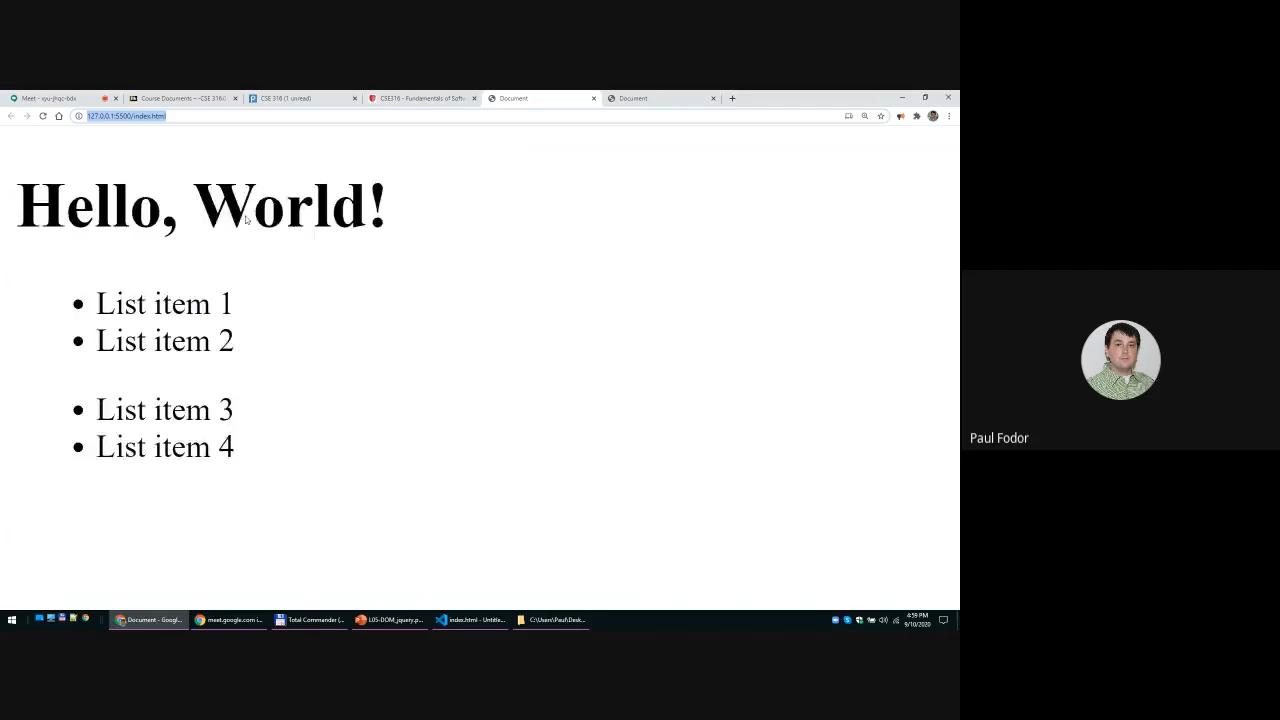 Meet - xyu-jhqc-bdx
Course Documents – -CSE 316
CSE 316 (1 unread)
CSE316 - Fundamentals of Softw
Document
Document
127.0.0.1:5500/index.html
Hello, World!
• List item 1
• List item 2
• List item 3
• List item 4
Paul Fodor
Document - Googl...
meet.google.com i...
Total Commander (...
L05-DOM_jquery.p...
index.html - Untitle...
C:\Users\Paul\Desk...
4:59 PM
9/10/2020